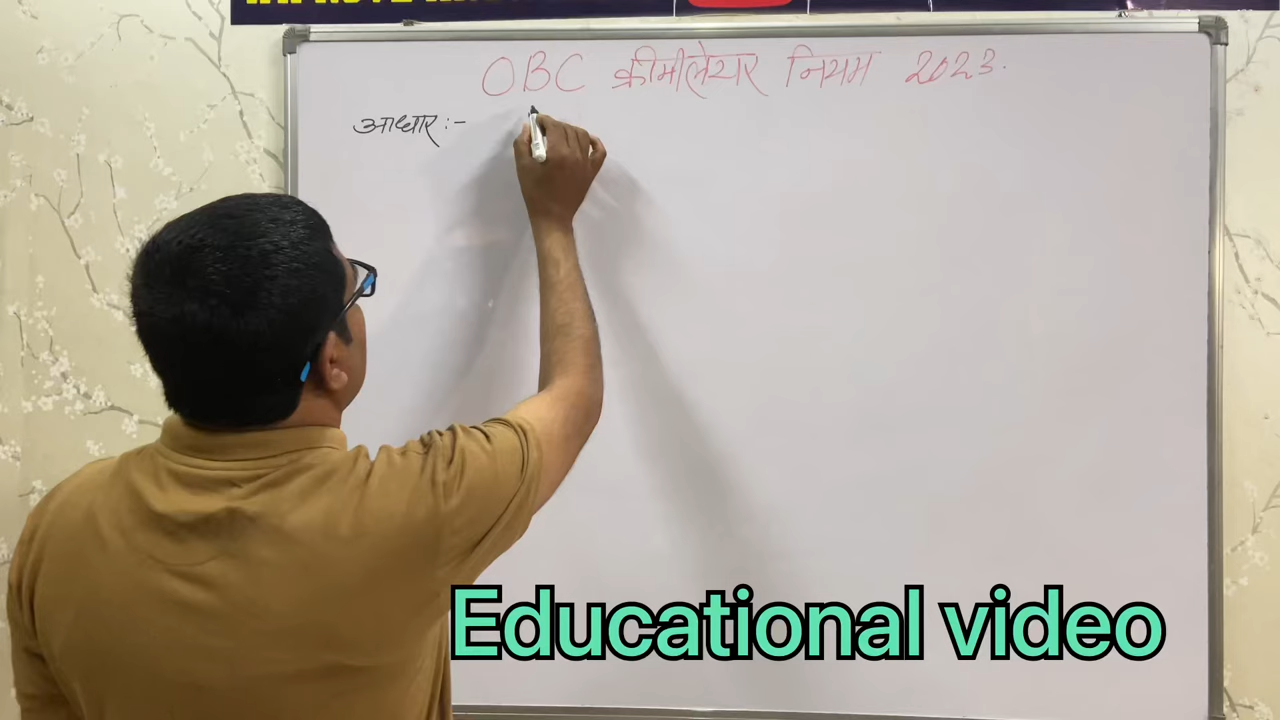 OBC क्रीमीलेयर नियम 2023.
आधार :-
Educational video